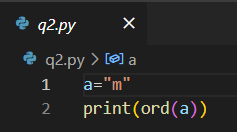 q2.py
q2.py > a
1 a="m"
2 print(ord(a))